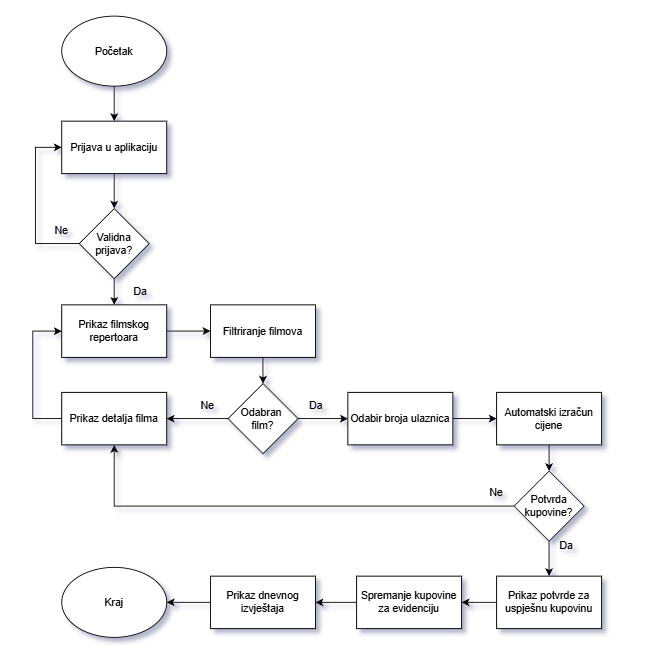 Početak
Prijava u aplikaciju
Ne
Validna
prijava?
Da
Prikaz filmskog
repertoara
Filtriranje filmova
Prikaz detalja filma
Ne
Odabran
film?
Da
Odabir broja ulaznica
Automatski izračun
cijene
Ne
Potvrda
kupovine?
Da
Kraj
Prikaz dnevnog
izvještaja
Spremanje kupovine
za evidenciju
Prikaz potvrde za
uspješnu kupovinu